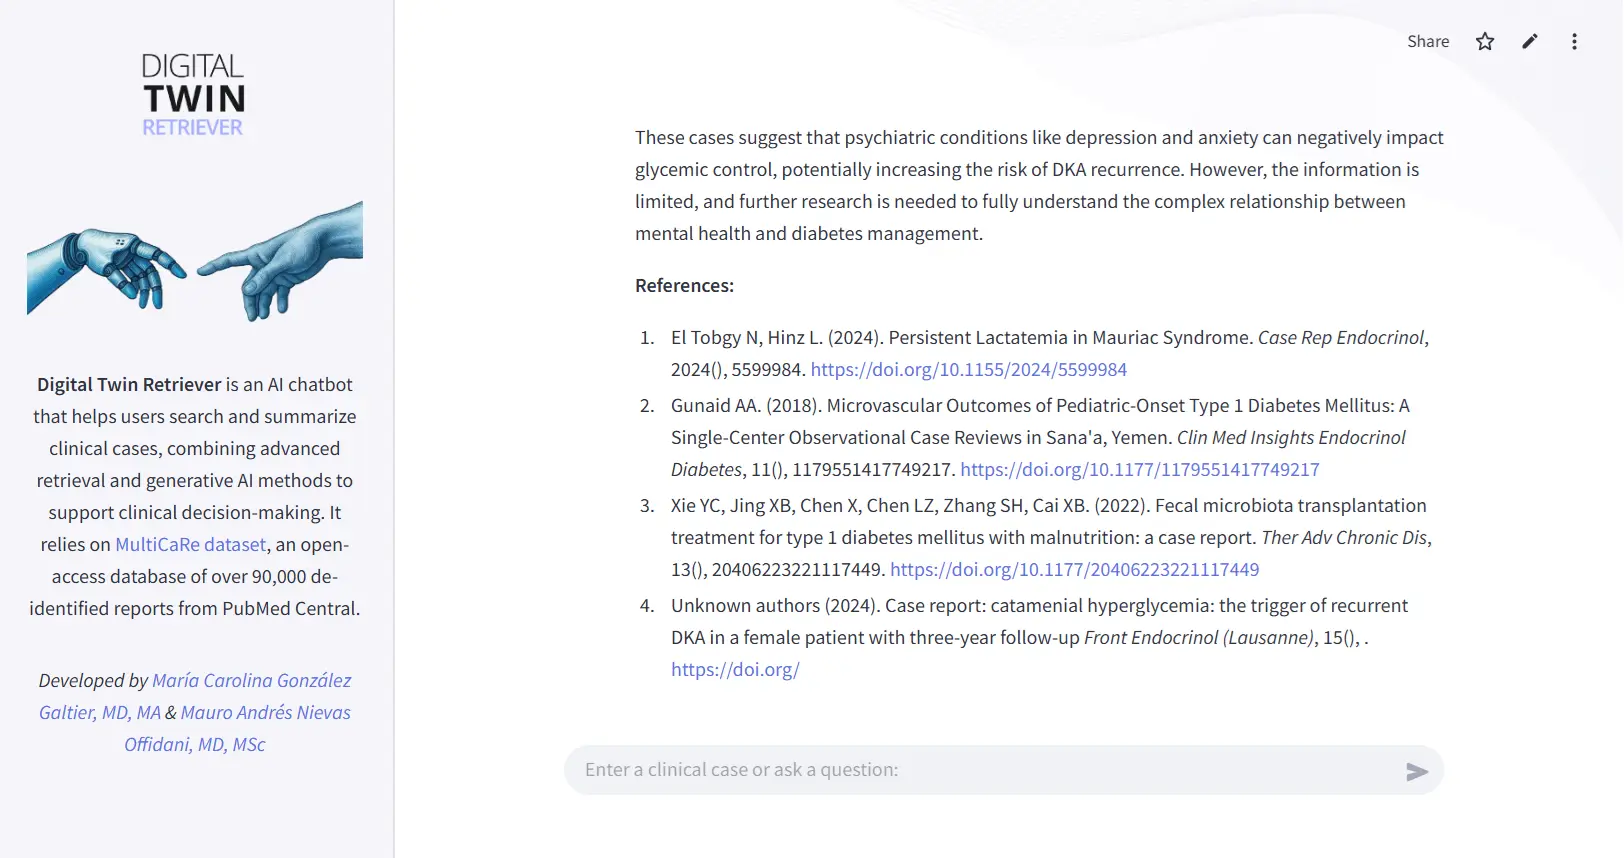 DIGITAL
TWIN
RETRIEVER
Digital Twin Retriever is an AI chatbot
that helps users search and summarize
clinical cases, combining advanced
retrieval and generative AI methods to
support clinical decision-making. It
relies on MultiCaRe dataset, an open-
access database of over 90,000 de-
identified reports from PubMed Central.
Developed by María Carolina González
Galtier, MD, MA & Mauro Andrés Nievas
Offidani, MD, MSc
Share
These cases suggest that psychiatric conditions like depression and anxiety can negatively impact
glycemic control, potentially increasing the risk of DKA recurrence. However, the information is
limited, and further research is needed to fully understand the complex relationship between
mental health and diabetes management.
References:
1. El Tobgy N, Hinz L. (2024). Persistent Lactatemia in Mauriac Syndrome. Case Rep Endocrinol,
2024(), 5599984. https://doi.org/10.1155/2024/5599984
2. Gunaid AA. (2018). Microvascular Outcomes of Pediatric-Onset Type 1 Diabetes Mellitus: A
Single-Center Observational Case Reviews in Sana'a, Yemen. Clin Med Insights Endocrinol
Diabetes, 11(), 1179551417749217. https://doi.org/10.1177/1179551417749217
3. Xie YC, Jing XB, Chen X, Chen LZ, Zhang SH, Cai XB. (2022). Fecal microbiota transplantation
treatment for type 1 diabetes mellitus with malnutrition: a case report. Ther Adv Chronic Dis,
13(), 20406223221117449. https://doi.org/10.1177/20406223221117449
4. Unknown authors (2024). Case report: catamenial hyperglycemia: the trigger of recurrent
DKA in a female patient with three-year follow-up Front Endocrinol (Lausanne), 15(), .
https://doi.org/
Enter a clinical case or ask a question: